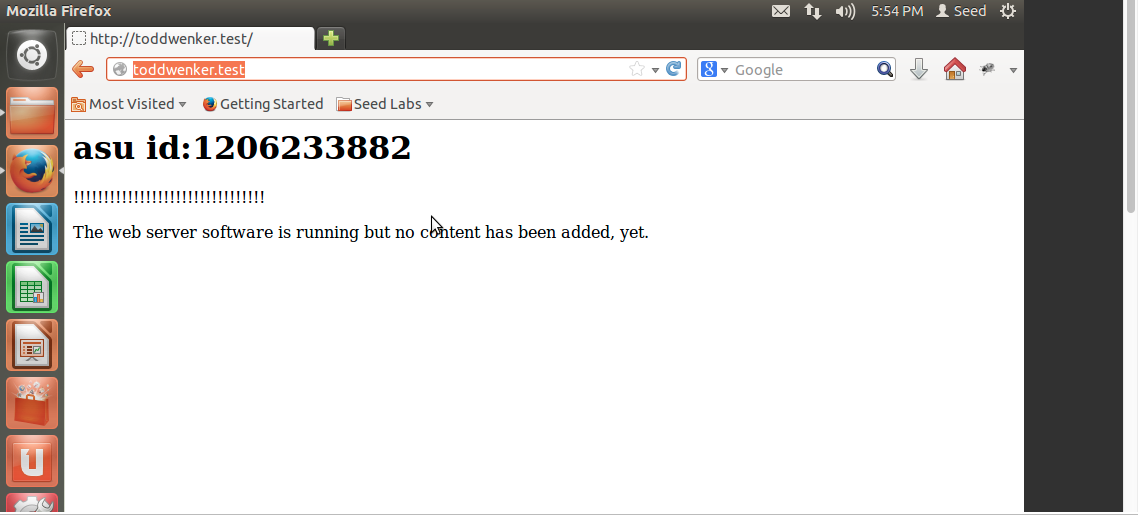 Mozilla Firefox
5:54 PM Seed
http://toddwenker.test/
toddwenker.test
8 Google
Most Visited Getting Started Seed Labs
asu id:1206233882
!!!!!!!!!!!!!!!!!!!!!!!!!!!!!!!!
The web server software is running but no content has been added, yet.